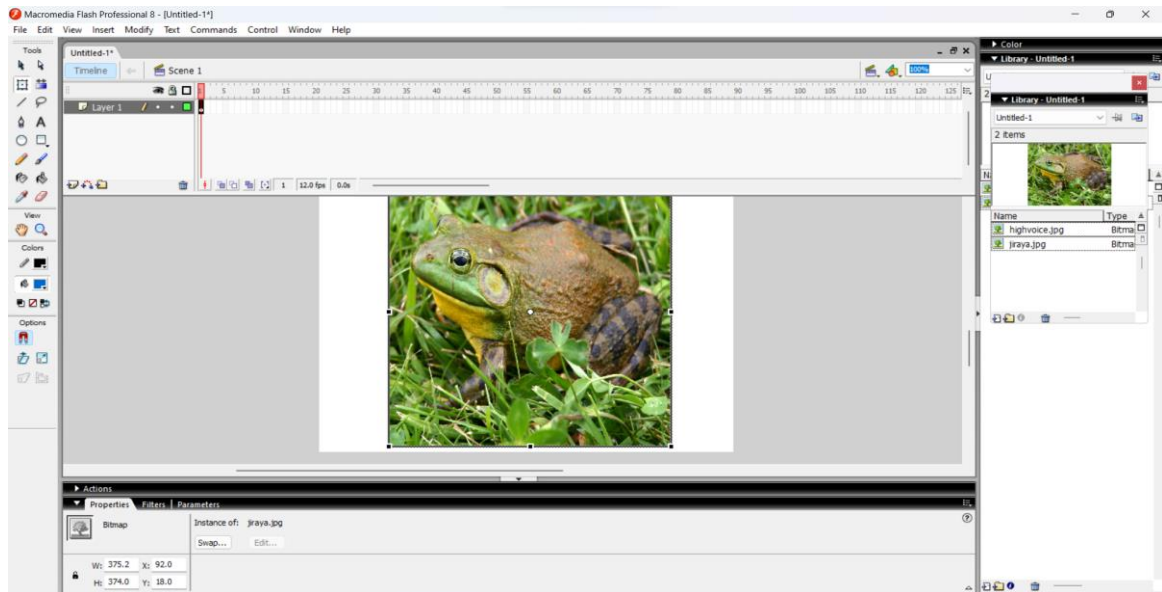 Macromedia Flash Professional 8 - [Untitled-1*]
File Edit View Insert Modify Text Commands Control Window Help
Tools
View
Colors
Options
Untitled-1*
Timeline
Scene 1
100%
1 5 10 15 20 25 30 35 40 45 50 55 60 65 70 75 80 85 90 95 100 105 110 115 120 125
Layer 1
1 12.0 fps 0.0s
Actions
Properties Filters Parameters
Bitmap
Instance of: jiraya.jpg
Swap... Edit...
W: 375.2 X: 92.0
H: 374.0 Y: 18.0
Color
Library - Untitled-1
Library - Untitled-1
Untitled-1
2 items
Name Type
highvoice.jpg Bitma
jiraya.jpg Bitma